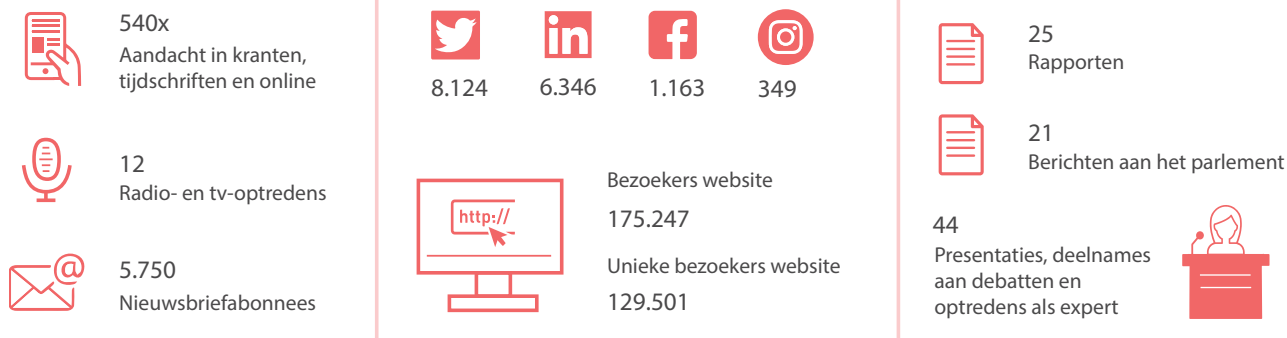 540x
Aandacht in kranten,
tijdschriften en online
12
Radio- en tv-optredens
@
5.750
Nieuwsbriefabonnees
in
f
8.124 6.346 1.163 349
http://
Bezoekers website
175.247
Unieke bezoekers website
129.501
25
Rapporten
21
Berichten aan het parlement
44
Presentaties, deelnames
aan debatten en
optredens als expert